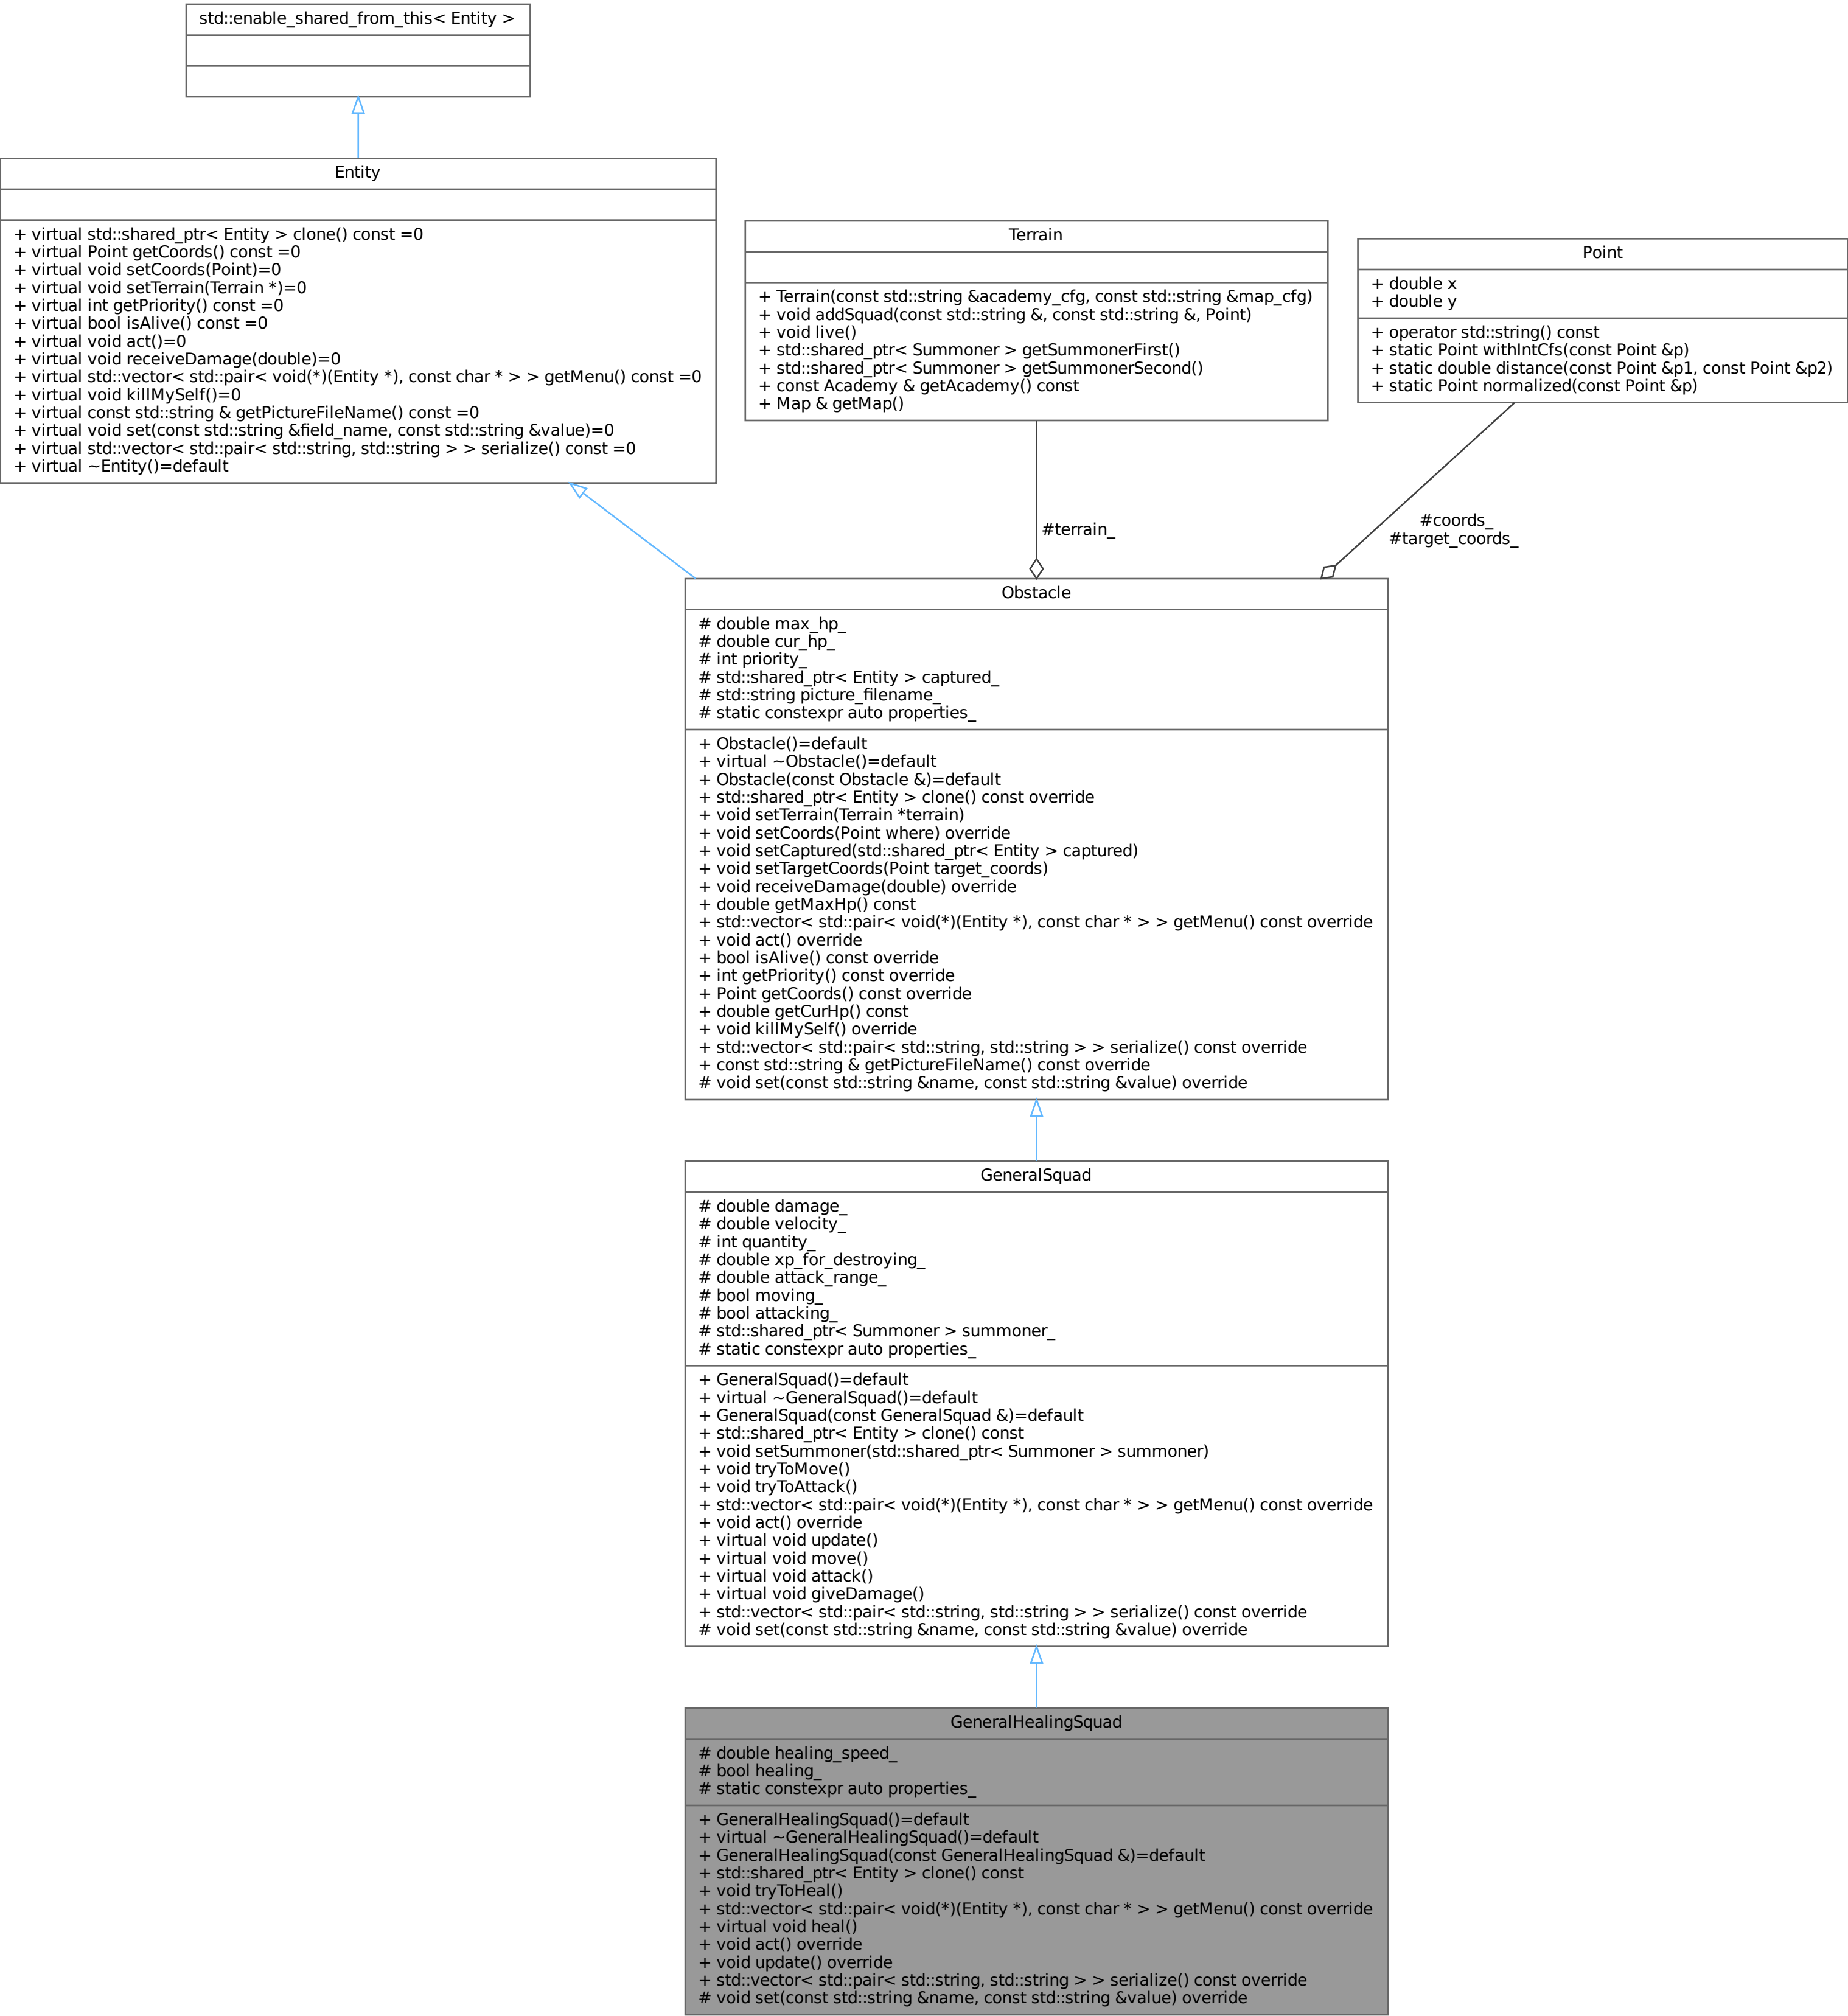 std::enable_shared_from_this< Entity >
Entity
+ virtual std::shared_ptr< Entity > clone() const =0
+ virtual Point getCoords() const =0
+ virtual void setCoords(Point)=0
+ virtual void setTerrain(Terrain *)=0
+ virtual int getPriority() const =0
+ virtual bool isAlive() const =0
+ virtual void act()=0
+ virtual void receiveDamage(double)=0
+ virtual std::vector< std::pair< void(*)(Entity *), const char * > > getMenu() const =0
+ virtual void killMySelf()=0
+ virtual const std::string & getPictureFileName() const =0
+ virtual void set(const std::string &field_name, const std::string &value)=0
+ virtual std::vector< std::pair< std::string, std::string > > serialize() const =0
+ virtual ~Entity()=default
Terrain
+ Terrain(const std::string &academy_cfg, const std::string &map_cfg)
+ void addSquad(const std::string &, const std::string &, Point)
+ void live()
+ std::shared_ptr< Summoner > getSummonerFirst()
+ std::shared_ptr< Summoner > getSummonerSecond()
+ const Academy & getAcademy() const
+ Map & getMap()
Point
+ double x
+ double y
+ operator std::string() const
+ static Point withIntCfs(const Point &p)
+ static double distance(const Point &p1, const Point &p2)
+ static Point normalized(const Point &p)
#terrain_
#coords_
#target_coords_
Obstacle
# double max_hp_
# double cur_hp_
# int priority_
# std::shared_ptr< Entity > captured_
# std::string picture_filename_
# static constexpr auto properties_
+ Obstacle()=default
+ virtual ~Obstacle()=default
+ Obstacle(const Obstacle &)=default
+ std::shared_ptr< Entity > clone() const override
+ void setTerrain(Terrain *terrain)
+ void setCoords(Point where) override
+ void setCaptured(std::shared_ptr< Entity > captured)
+ void setTargetCoords(Point target_coords)
+ void receiveDamage(double) override
+ double getMaxHp() const
+ std::vector< std::pair< void(*)(Entity *), const char * > > getMenu() const override
+ void act() override
+ bool isAlive() const override
+ int getPriority() const override
+ Point getCoords() const override
+ double getCurHp() const
+ void killMySelf() override
+ std::vector< std::pair< std::string, std::string > > serialize() const override
+ const std::string & getPictureFileName() const override
# void set(const std::string &name, const std::string &value) override
GeneralSquad
# double damage_
# double velocity_
# int quantity_
# double xp_for_destroying_
# double attack_range_
# bool moving_
# bool attacking_
# std::shared_ptr< Summoner > summoner_
# static constexpr auto properties_
+ GeneralSquad()=default
+ virtual ~GeneralSquad()=default
+ GeneralSquad(const GeneralSquad &)=default
+ std::shared_ptr< Entity > clone() const
+ void setSummoner(std::shared_ptr< Summoner > summoner)
+ void tryToMove()
+ void tryToAttack()
+ std::vector< std::pair< void(*)(Entity *), const char * > > getMenu() const override
+ void act() override
+ virtual void update()
+ virtual void move()
+ virtual void attack()
+ virtual void giveDamage()
+ std::vector< std::pair< std::string, std::string > > serialize() const override
# void set(const std::string &name, const std::string &value) override
GeneralHealingSquad
# double healing_speed_
# bool healing_
# static constexpr auto properties_
+ GeneralHealingSquad()=default
+ virtual ~GeneralHealingSquad()=default
+ GeneralHealingSquad(const GeneralHealingSquad &)=default
+ std::shared_ptr< Entity > clone() const
+ void tryToHeal()
+ std::vector< std::pair< void(*)(Entity *), const char * > > getMenu() const override
+ virtual void heal()
+ void act() override
+ void update() override
+ std::vector< std::pair< std::string, std::string > > serialize() const override
# void set(const std::string &name, const std::string &value) override